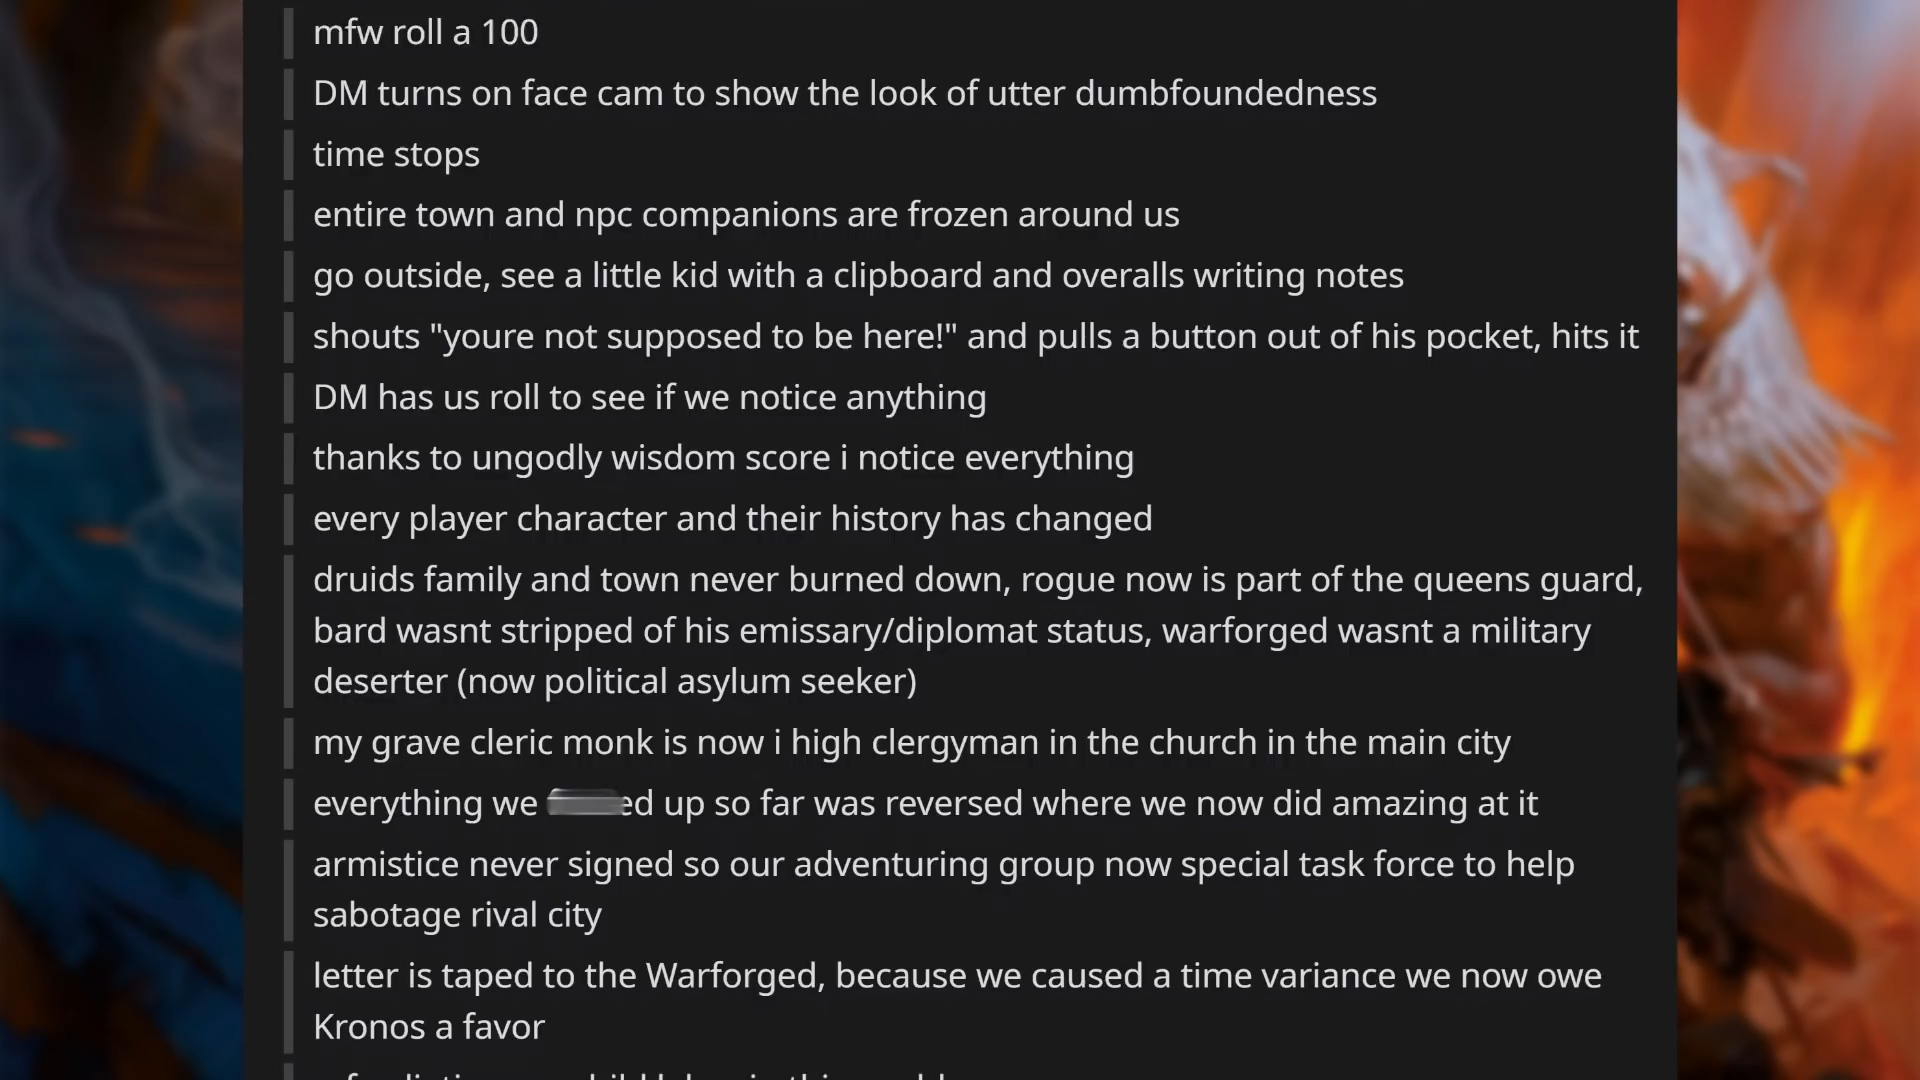 mfw roll a 100
DM turns on face cam to show the look of utter dumbfoundedness
time stops
entire town and npc companions are frozen around us
go outside, see a little kid with a clipboard and overalls writing notes
shouts "youre not supposed to be here!" and pulls a button out of his pocket, hits it
DM has us roll to see if we notice anything
thanks to ungodly wisdom score i notice everything
every player character and their history has changed
druids family and town never burned down, rogue now is part of the queens guard,
bard wasnt stripped of his emissary/diplomat status, warforged wasnt a military
deserter (now political asylum seeker)
my grave cleric monk is now i high clergyman in the church in the main city
everything we ed up so far was reversed where we now did amazing at it
armistice never signed so our adventuring group now special task force to help
sabotage rival city
letter is taped to the Warforged, because we caused a time variance we now owe
Kronos a favor